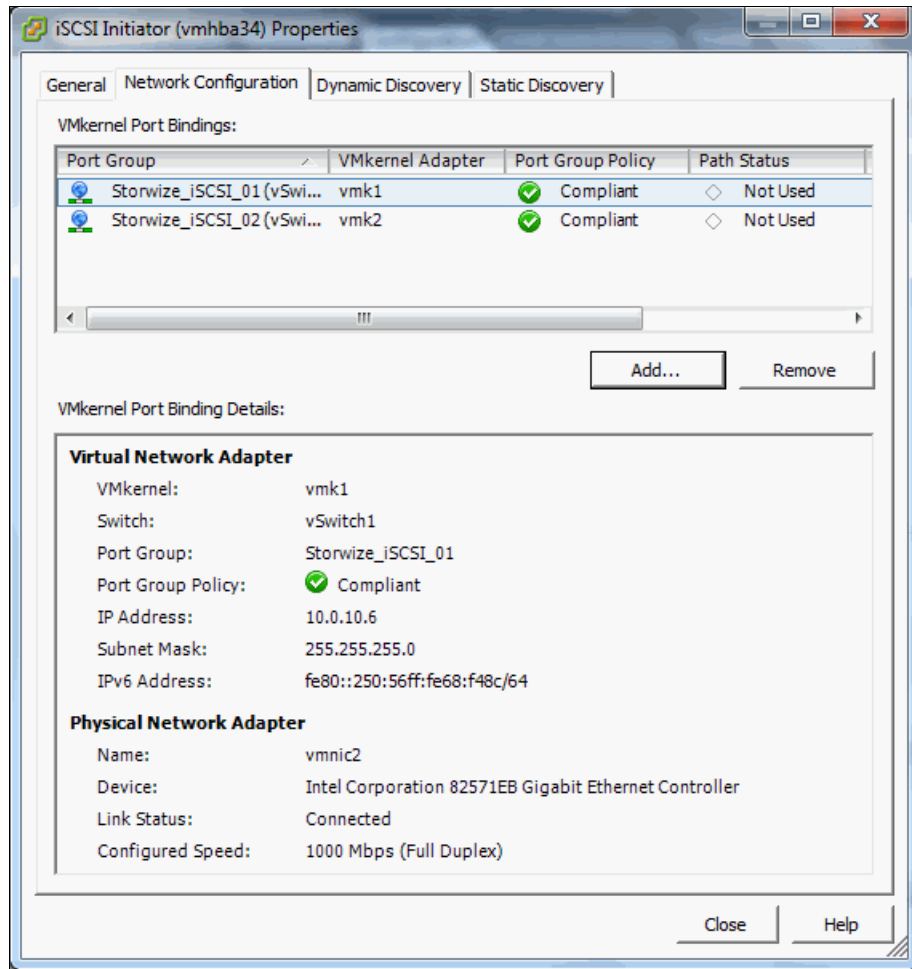 iSCSI Initiator (vmhba34) Properties
General Network Configuration Dynamic Discovery Static Discovery
VMkernel Port Bindings:
Port Group VMkernel Adapter Port Group Policy Path Status
Storwize_iSCSI_01 (vSwi... vmk1 Compliant Not Used
Storwize_iSCSI_02 (vSwi... vmk2 Compliant Not Used
Add... Remove
VMkernel Port Binding Details:
Virtual Network Adapter
VMkernel: vmk1
Switch: vSwitch1
Port Group: Storwize_iSCSI_01
Port Group Policy: Compliant
IP Address: 10.0.10.6
Subnet Mask: 255.255.255.0
IPv6 Address: fe80::250:56ff:fe68:f48c/64
Physical Network Adapter
Name: vmnic2
Device: Intel Corporation 82571EB Gigabit Ethernet Controller
Link Status: Connected
Configured Speed: 1000 Mbps (Full Duplex)
Close Help